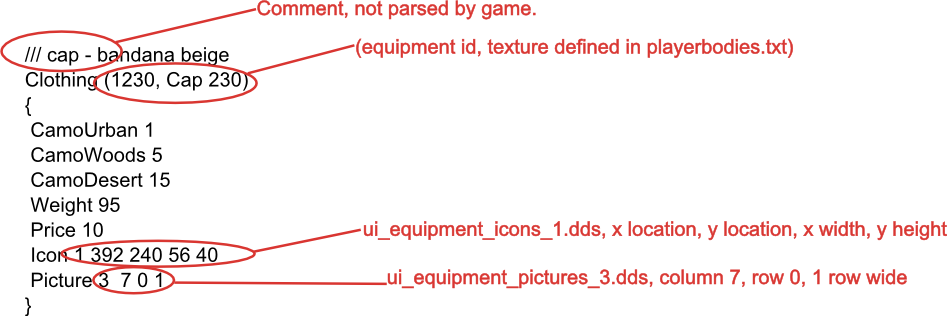 Comment, not parsed by game.
/// cap - bandana beige
(equipment id, texture defined in playerbodies.txt)
Clothing (1230, Cap 230)
{
CamoUrban 1
CamoWoods 5
CamoDesert 15
Weight 95
Price 10
Icon 1 392 240 56 40
ui_equipment_icons_1.dds, x location, y location, x width, y height
Picture 3  7 0 1
ui_equipment_pictures_3.dds, column 7, row 0, 1 row wide
}